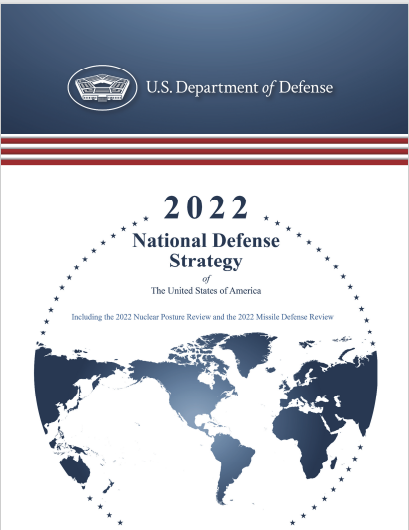 U.S. Department of Defense
2022
National Defense
Strategy
of
The United States of America
Including the 2022 Nuclear Posture Review and the 2022 Missile Defense Review